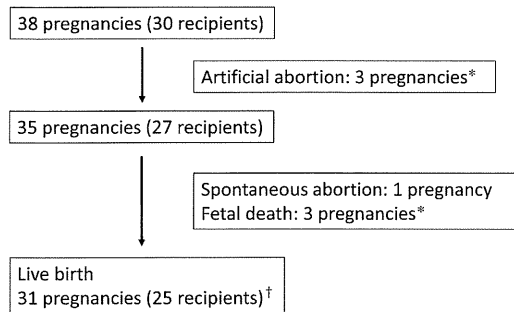 38 pregnancies (30 recipients)
Artificial abortion: 3 pregnancies*
35 pregnancies (27 recipients)
Spontaneous abortion: 1 pregnancy
Fetal death: 3 pregnancies*
Live birth
31 pregnancies (25 recipients)†